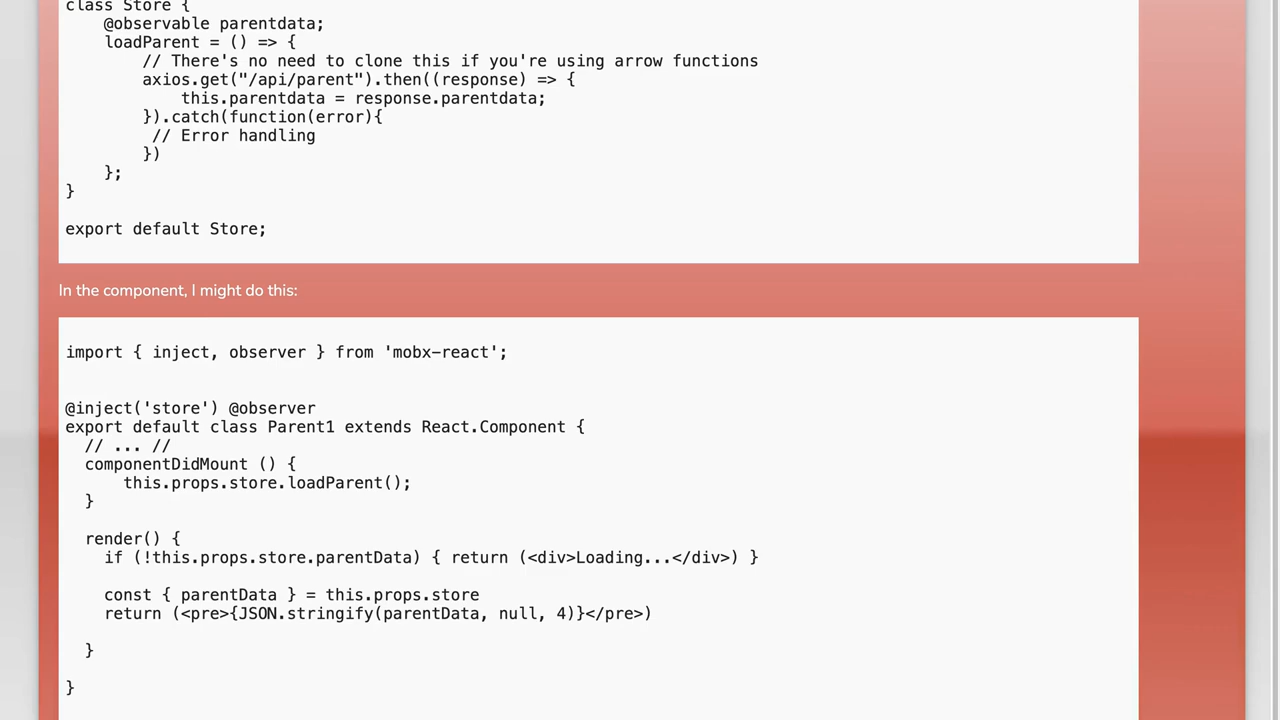 class Store {
@observable parentdata;
loadParent = () => {
// There's no need to clone this if you're using arrow functions
axios.get("/api/parent").then((response) => {
this.parentdata = response.parentdata;
}).catch(function(error){
// Error handling
})
};
}
export default Store;
In the component, I might do this:
import { inject, observer } from 'mobx-react';
@inject('store') @observer
export default class Parent1 extends React.Component {
// ... //
componentDidMount () {
this.props.store.loadParent();
}
render() {
if (!this.props.store.parentData) { return (<div>Loading...</div>) }
const { parentData } = this.props.store
return (<pre>{JSON.stringify(parentData, null, 4)}</pre>)
}
}